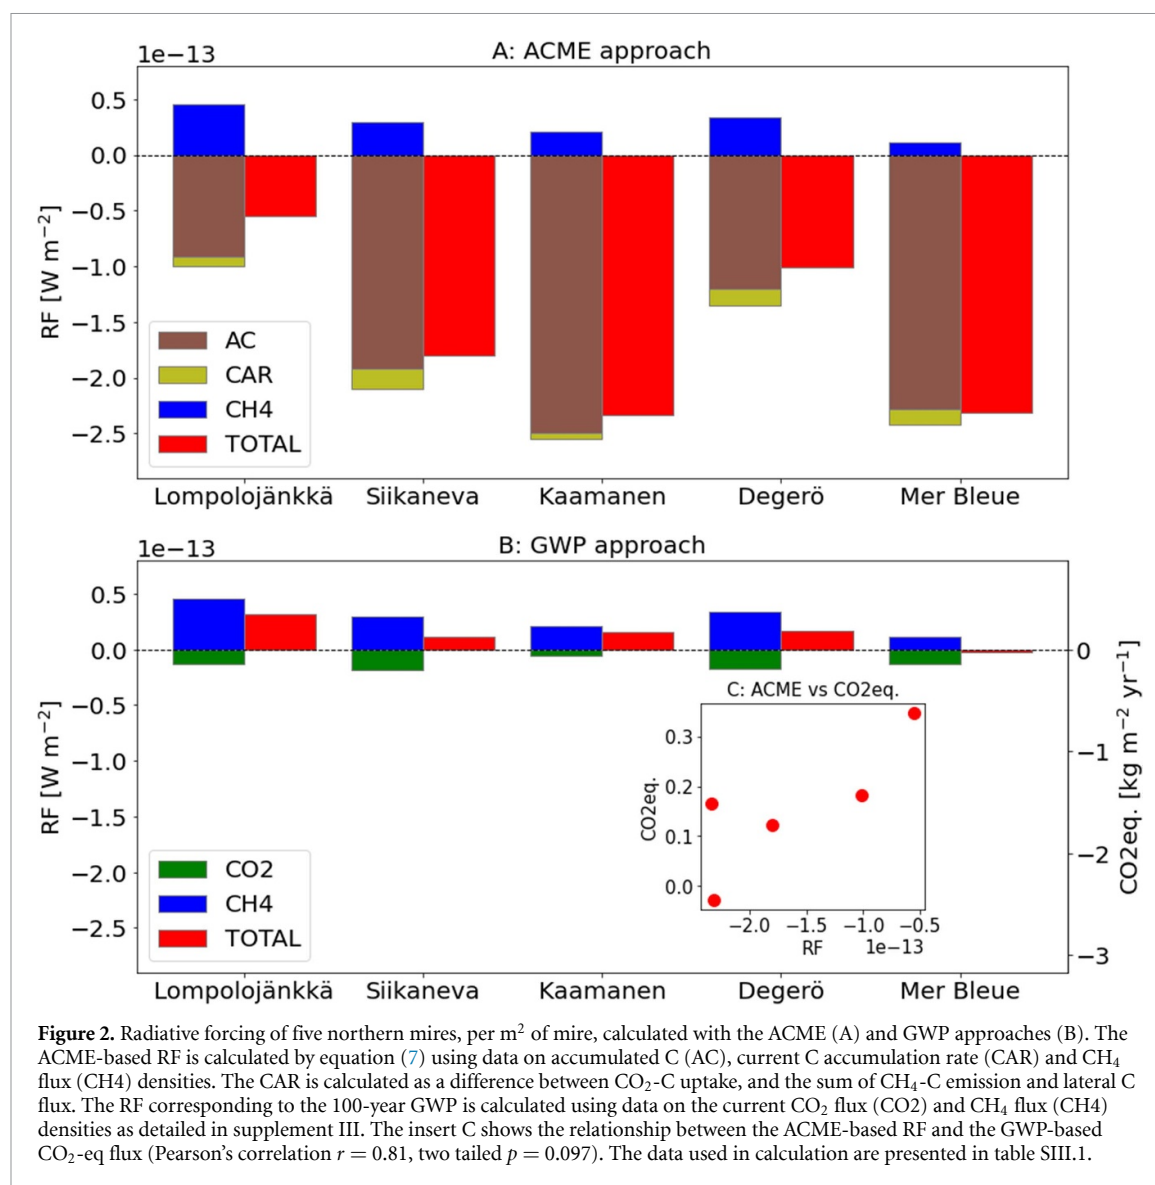 A: ACME approach
1e−13
0.5
0.0
−0.5
−1.0
−1.5
−2.0
−2.5
RF [W m−2]
AC
CAR
CH4
TOTAL
Lompolojänkkä Siikaneva Kaamanen Degerö Mer Bleue
B: GWP approach
1e−13
0.5
0.0
−0.5
−1.0
−1.5
−2.0
−2.5
RF [W m−2]
0
−1
−2
−3
CO2eq. [kg m−2 yr−1]
CO2
CH4
TOTAL
C: ACME vs CO2eq.
0.3
0.2
0.1
0.0
CO2eq.
−2.0 −1.5 −1.0 −0.5
RF 1e−13
Lompolojänkkä Siikaneva Kaamanen Degerö Mer Bleue
Figure 2. Radiative forcing of five northern mires, per m2 of mire, calculated with the ACME (A) and GWP approaches (B). The
ACME-based RF is calculated by equation (7) using data on accumulated C (AC), current C accumulation rate (CAR) and CH4
flux (CH4) densities. The CAR is calculated as a difference between CO2-C uptake, and the sum of CH4-C emission and lateral C
flux. The RF corresponding to the 100-year GWP is calculated using data on the current CO2 flux (CO2) and CH4 flux (CH4)
densities as detailed in supplement III. The insert C shows the relationship between the ACME-based RF and the GWP-based
CO2-eq flux (Pearson's correlation r = 0.81, two tailed p = 0.097). The data used in calculation are presented in table SIII.1.